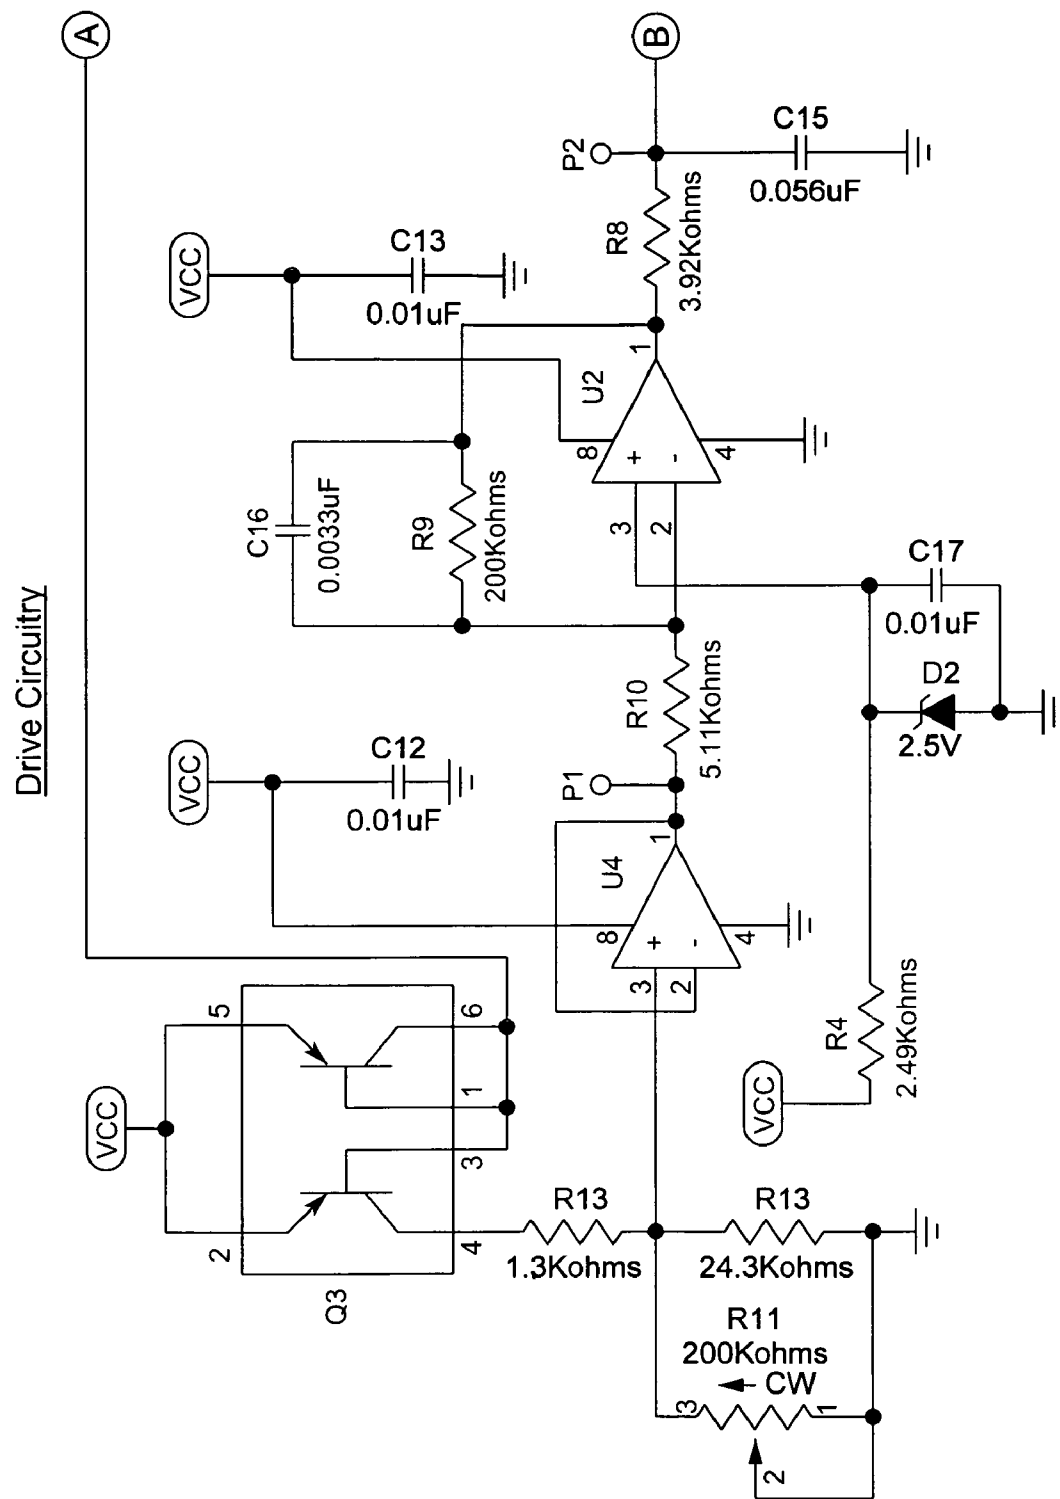 Drive Circuitry
A
B
VCC
5
2
6
1
3
4
Q3
VCC
C12
0.01uF
VCC
C13
0.01uF
C16
0.0033uF
R9
200Kohms
U2
8
1
+
-
3
2
4
R8
3.92Kohms
P2
C15
0.056uF
P1
R10
5.11Kohms
U4
8
1
+
-
3
2
4
C17
0.01uF
D2
2.5V
R4
2.49Kohms
VCC
R13
1.3Kohms
R13
24.3Kohms
R11
200Kohms
CW
3
1
2